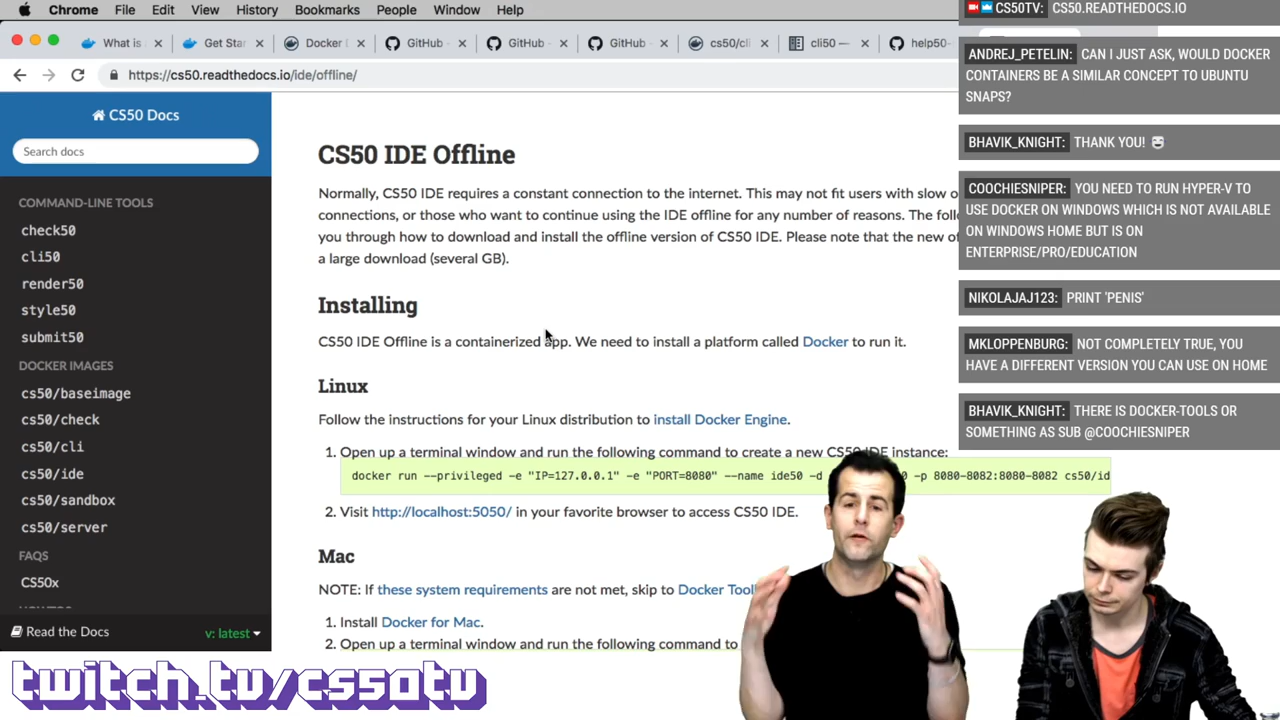 Chrome File Edit View History Bookmarks People Window Help
What is
Get Star
Docker
GitHub -
GitHub -
GitHub -
cs50/cli
cli50 —
help50-
https://cs50.readthedocs.io/ide/offline/
CS50 Docs
Search docs
COMMAND-LINE TOOLS
check50
cli50
render50
style50
submit50
DOCKER IMAGES
cs50/baseimage
cs50/check
cs50/cli
cs50/ide
cs50/sandbox
cs50/server
FAQS
CS50x
Read the Docs
v: latest
CS50 IDE Offline
Normally, CS50 IDE requires a constant connection to the internet. This may not fit users with slow o
connections, or those who want to continue using the IDE offline for any number of reasons. The follo
you through how to download and install the offline version of CS50 IDE. Please note that the new of
a large download (several GB).
Installing
CS50 IDE Offline is a containerized app. We need to install a platform called Docker to run it.
Linux
Follow the instructions for your Linux distribution to install Docker Engine.
1. Open up a terminal window and run the following command to create a new CS50 IDE instance:
docker run --privileged -e "IP=127.0.0.1" -e "PORT=8080" --name ide50 -d 0 -p 8080-8082:8080-8082 cs50/id
2. Visit http://localhost:5050/ in your favorite browser to access CS50 IDE.
Mac
NOTE: If these system requirements are not met, skip to Docker Tool
1. Install Docker for Mac.
2. Open up a terminal window and run the following command to
CS50TV: CS50.READTHEDOCS.IO
ANDREJ_PETELIN: CAN I JUST ASK, WOULD DOCKER
CONTAINERS BE A SIMILAR CONCEPT TO UBUNTU
SNAPS?
BHAVIK_KNIGHT: THANK YOU!
COOCHIESNIPER: YOU NEED TO RUN HYPER-V TO
USE DOCKER ON WINDOWS WHICH IS NOT AVAILABLE
ON WINDOWS HOME BUT IS ON
ENTERPRISE/PRO/EDUCATION
NIKOLAJAJ123: PRINT 'PENIS'
MKLOPPENBURG: NOT COMPLETELY TRUE, YOU
HAVE A DIFFERENT VERSION YOU CAN USE ON HOME
BHAVIK_KNIGHT: THERE IS DOCKER-TOOLS OR
SOMETHING AS SUB @COOCHIESNIPER
twitch.tv/cs50tv